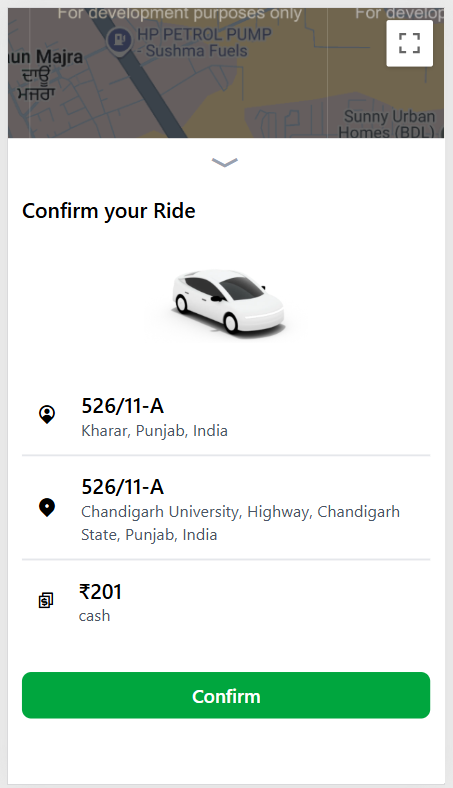 For development purposes only
For develop
HP PETROL PUMP
- Sushma Fuels
un Majra
ਦਾਊਂ
ਮਜਰਾ
Sunny Urban
Homes (BDL)
Confirm your Ride
526/11-A
Kharar, Punjab, India
526/11-A
Chandigarh University, Highway, Chandigarh
State, Punjab, India
₹201
cash
Confirm